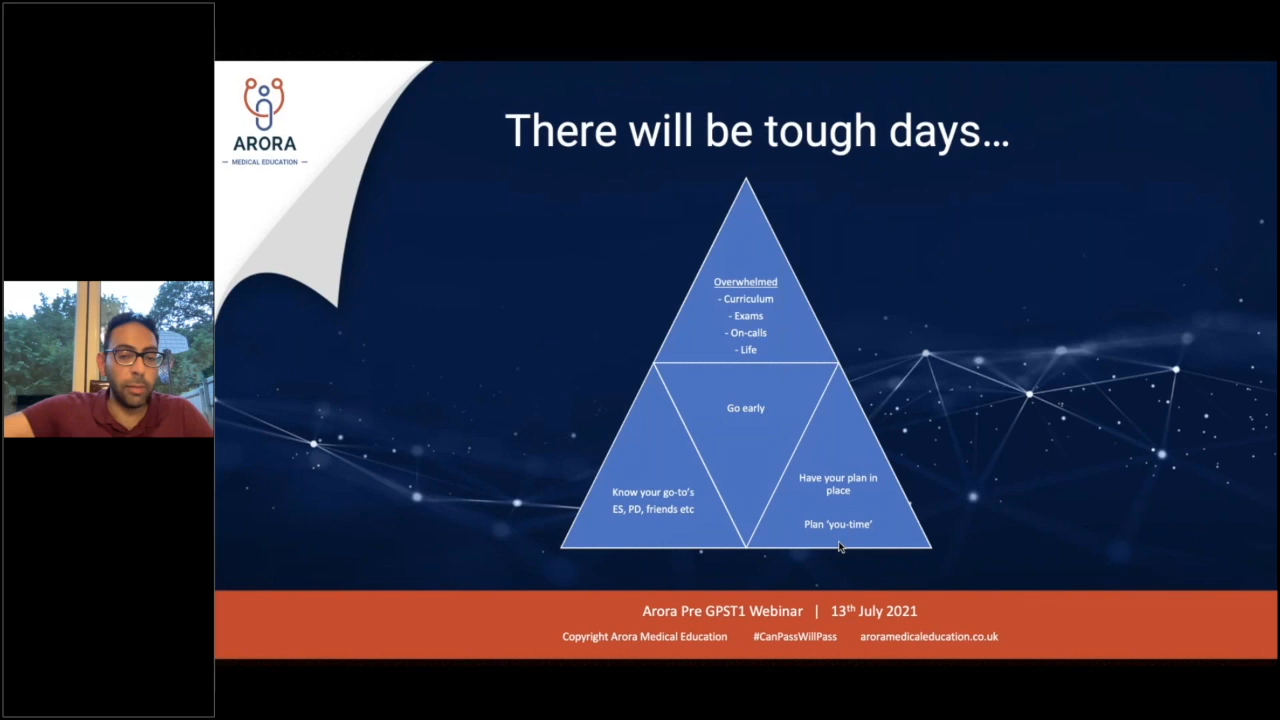 ARORA
MEDICAL EDUCATION
There will be tough days...
Overwhelmed
- Curriculum
- Exams
- On-calls
- Life
Go early
Know your go-to's
ES, PD, friends etc
Have your plan in
place
Plan 'you-time'
Arora Pre GPST1 Webinar | 13th July 2021
Copyright Arora Medical Education #CanPassWillPass aroramedicaleducation.co.uk